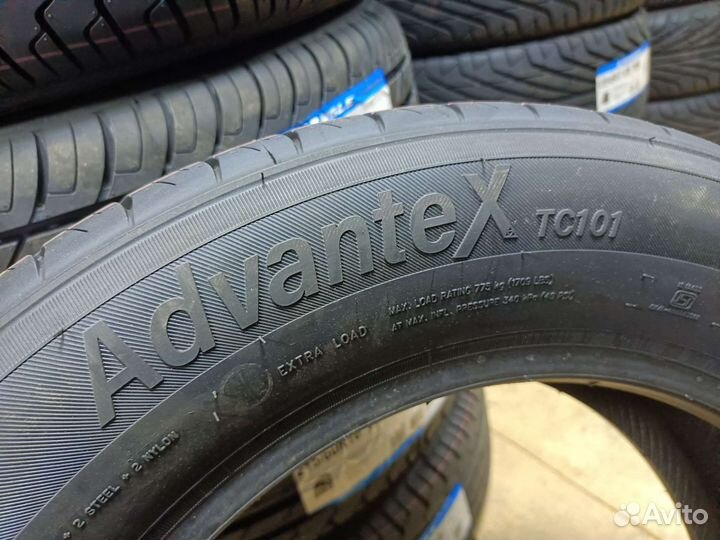 AdvanteX TC101
MAX. LOAD RATING 775 kg (1709 LBS)
AT MAX. INFL. PRESSURE 340 kPa (49 PSI)
EXTRA LOAD
+ 2 STEEL + 2 NYLON
Avito